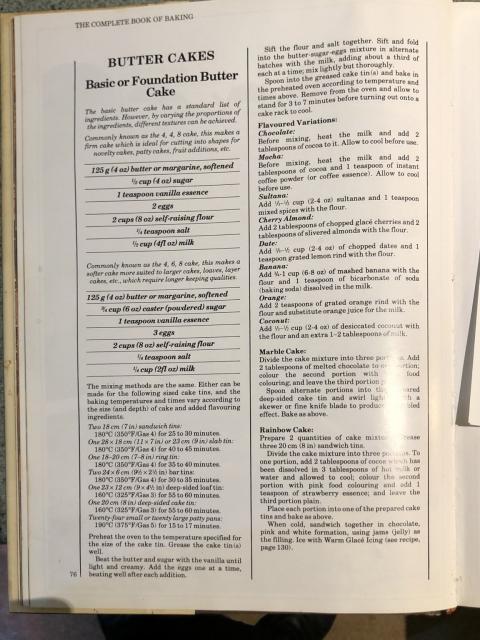 THE COMPLETE BOOK OF BAKING
BUTTER CAKES
Basic or Foundation Butter
Cake
The basic butter cake has a standard list of
ingredients. However, by varying the proportions of
the ingredients, different textures can be achieved.
Commonly known as the 4, 4, 8 cake, this makes a
firm cake which is ideal for cutting into shapes for
novelty cakes, patty cakes, fruit additions, etc.
125 g (4 oz) butter or margarine, softened
½ cup (4 oz) sugar
1 teaspoon vanilla essence
2 eggs
2 cups (8 oz) self-raising flour
¼ teaspoon salt
½ cup (4fl oz) milk
Commonly known as the 4, 6, 8 cake, this makes a
softer cake more suited to larger cakes, loaves, layer
cakes, etc., which require longer keeping qualities.
125 g (4 oz) butter or margarine, softened
¾ cup (6 oz) caster (powdered) sugar
1 teaspoon vanilla essence
3 eggs
2 cups (8 oz) self-raising flour
¼ teaspoon salt
¼ cup (2fl oz) milk
The mixing methods are the same. Either can be
made for the following sized cake tins, and the
baking temperatures and times vary according to
the size (and depth) of cake and added flavouring
ingredients.
Two 18 cm (7 in) sandwich tins:
180°C (350°F/Gas 4) for 25 to 30 minutes.
One 28 x 18 cm (11 x 7 in) or 23 cm (9 in) slab tin:
180°C (350°F/Gas 4) for 40 to 45 minutes.
One 18-20 cm (7-8 in) ring tin:
180°C (350°F/Gas 4) for 35 to 40 minutes.
Two 24 x 6 cm (9½ x 2½ in) bar tins:
180°C (350°F/Gas 4) for 30 to 35 minutes.
One 23 x 12 cm (9 x 4½ in) deep-sided loaf tin:
160°C (325°F/Gas 3) for 55 to 60 minutes.
One 20 cm (8 in) deep-sided cake tin:
160°C (325°F/Gas 3) for 55 to 60 minutes.
Twenty-four small or twenty large patty pans:
190°C (375°F/Gas 5) for 15 to 17 minutes.
Preheat the oven to the temperature specified for
the size of the cake tin. Grease the cake tin(s)
well.
Beat the butter and sugar with the vanilla until
light and creamy. Add the eggs one at a time,
beating well after each addition.
76
Sift the flour and salt together. Sift and fold
into the butter-sugar-eggs mixture in alternate
batches with the milk, adding about a third of
each at a time; mix lightly but thoroughly.
Spoon into the greased cake tin(s) and bake in
the preheated oven according to temperature and
times above. Remove from the oven and allow to
stand for 3 to 7 minutes before turning out onto a
cake rack to cool.
Flavoured Variations:
Chocolate:
Before mixing, heat the milk and add 2
tablespoons of cocoa to it. Allow to cool before use.
Mocha:
Before mixing, heat the milk and add 2
tablespoons of cocoa and 1 teaspoon of instant
coffee powder (or coffee essence). Allow to cool
before use.
Sultana:
Add ¼-½ cup (2-4 oz) sultanas and 1 teaspoon
mixed spices with the flour.
Cherry Almond:
Add 2 tablespoons of chopped glacé cherries and 2
tablespoons of slivered almonds with the flour.
Date:
Add ¼-½ cup (2-4 oz) of chopped dates and 1
teaspoon grated lemon rind with the flour.
Banana:
Add ¾-1 cup (6-8 oz) of mashed banana with the
flour and 1 teaspoon of bicarbonate of soda
(baking soda) dissolved in the milk.
Orange:
Add 2 teaspoons of grated orange rind with the
flour and substitute orange juice for the milk.
Coconut:
Add ¼-½ cup (2-4 oz) of desiccated coconut with
the flour and an extra 1-2 tablespoons of milk.
Marble Cake:
Divide the cake mixture into three portions. Add
2 tablespoons of melted chocolate to portion;
colour the second portion with food
colouring; and leave the third portion
Spoon alternate portions into the
deep-sided cake tin and swirl with a
skewer or fine knife blade to produce
effect. Bake as above.
Rainbow Cake:
Prepare 2 quantities of cake mixture.
three 20 cm (8 in) sandwich tins.
Divide the cake mixture into three portions. To
one portion, add 2 tablespoons of cocoa which has
been dissolved in 3 tablespoons of hot milk or
water and allowed to cool; colour the second
portion with pink food colouring and add 1
teaspoon of strawberry essence; and leave the
third portion plain.
Place each portion into one of the prepared cake
tins and bake as above.
When cold, sandwich together in chocolate,
pink and white formation, using jams (jelly) as
the filling. Ice with Warm Glacé Icing (see recipe,
page 130).